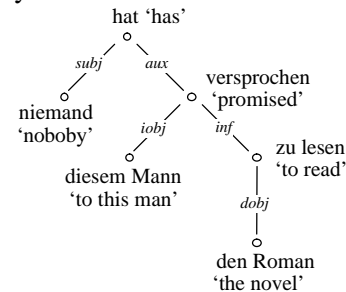 hat ‘has’
subj aux
versprochen
‘promised’
niemand
‘noboby’
iobj inf
zu lesen
‘to read’
diesem Mann
‘to this man’
dobj
den Roman
‘the novel’